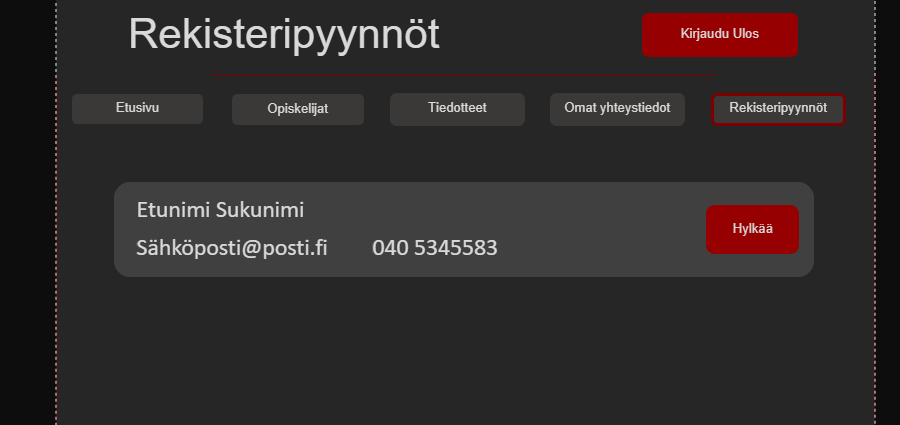 Rekisteripyynnöt
Kirjaudu Ulos
Etusivu
Opiskelijat
Tiedotteet
Omat yhteystiedot
Rekisteripyynnöt
Etunimi Sukunimi
Sähköposti@posti.fi 040 5345583
Hylkää